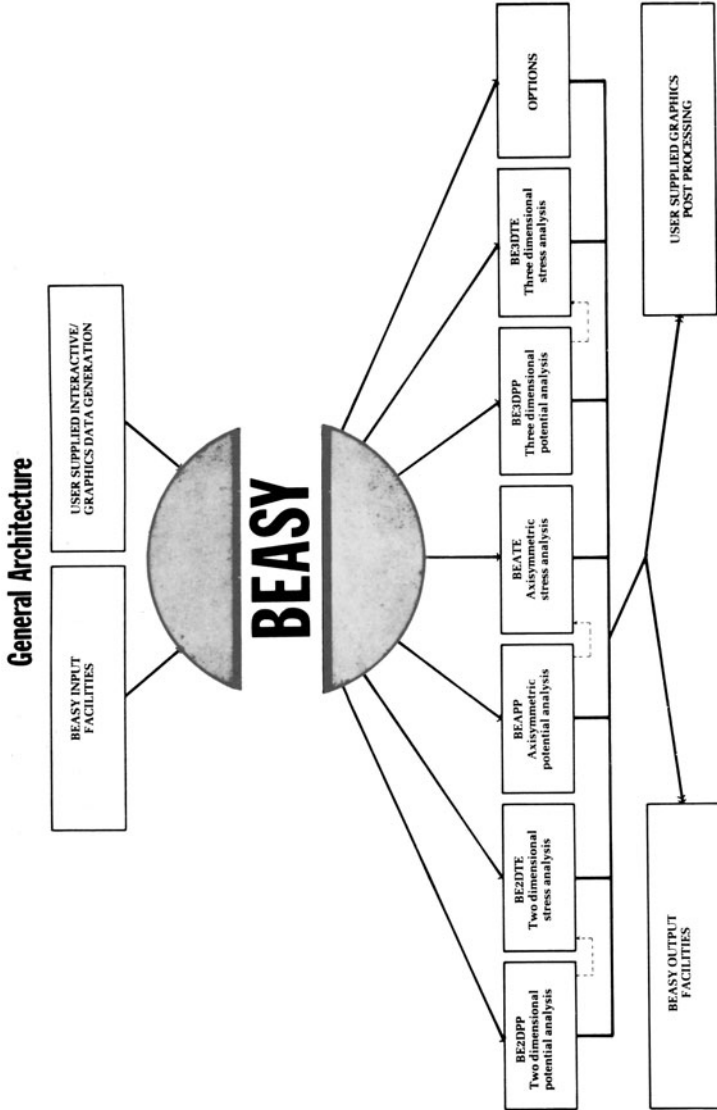 General Architecture
BEASY INPUT
FACILITIES
USER SUPPLIED INTERACTIVE/
GRAPHICS DATA GENERATION
BEASY
BE2DPP
Two dimensional
potential analysis
BE2DTE
Two dimensional
stress analysis
BEAPP
Axisymmetric
potential analysis
BEATE
Axisymmetric
stress analysis
BE3DPP
Three dimensional
potential analysis
BE3DTE
Three dimensional
stress analysis
OPTIONS
BEASY OUTPUT
FACILITIES
USER SUPPLIED GRAPHICS
POST PROCESSING